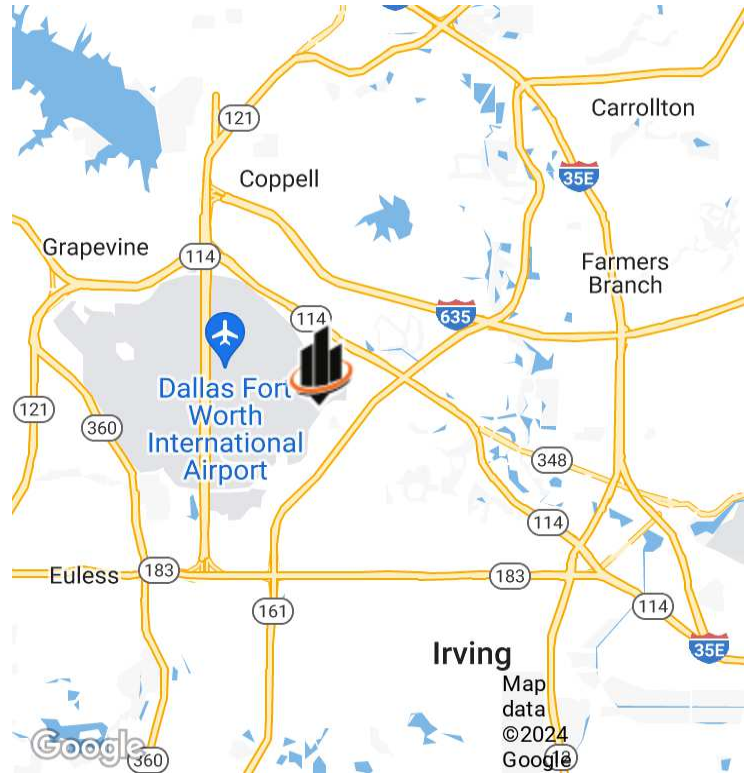 Carrollton
121
35E
Coppell
Grapevine
114
Farmers
Branch
635
114
Dallas Fort
Worth
International
Airport
121
360
348
114
Euless
183
183
161
114
Irving
35E
Map
data
©2024
Google
Google
360